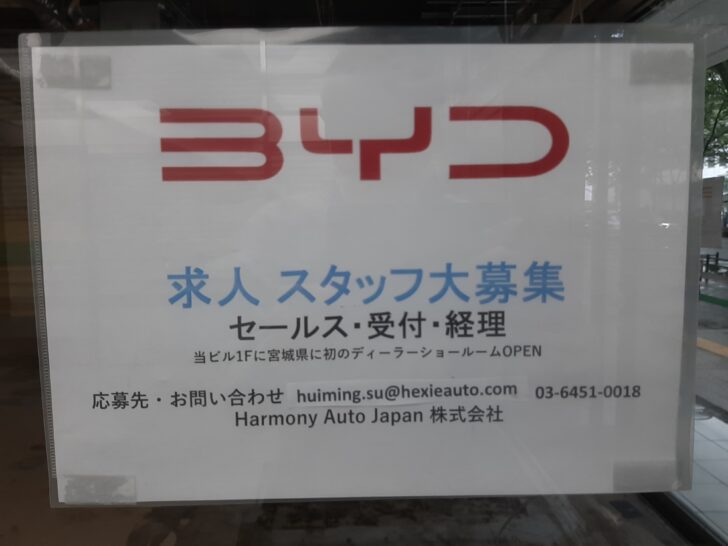 BYD
求人 スタッフ大募集
セールス・受付・経理
当ビル1Fに宮城県に初のディーラーショールームOPEN
応募先・お問い合わせ huiming.su@hexieauto.com 03-6451-0018
Harmony Auto Japan 株式会社